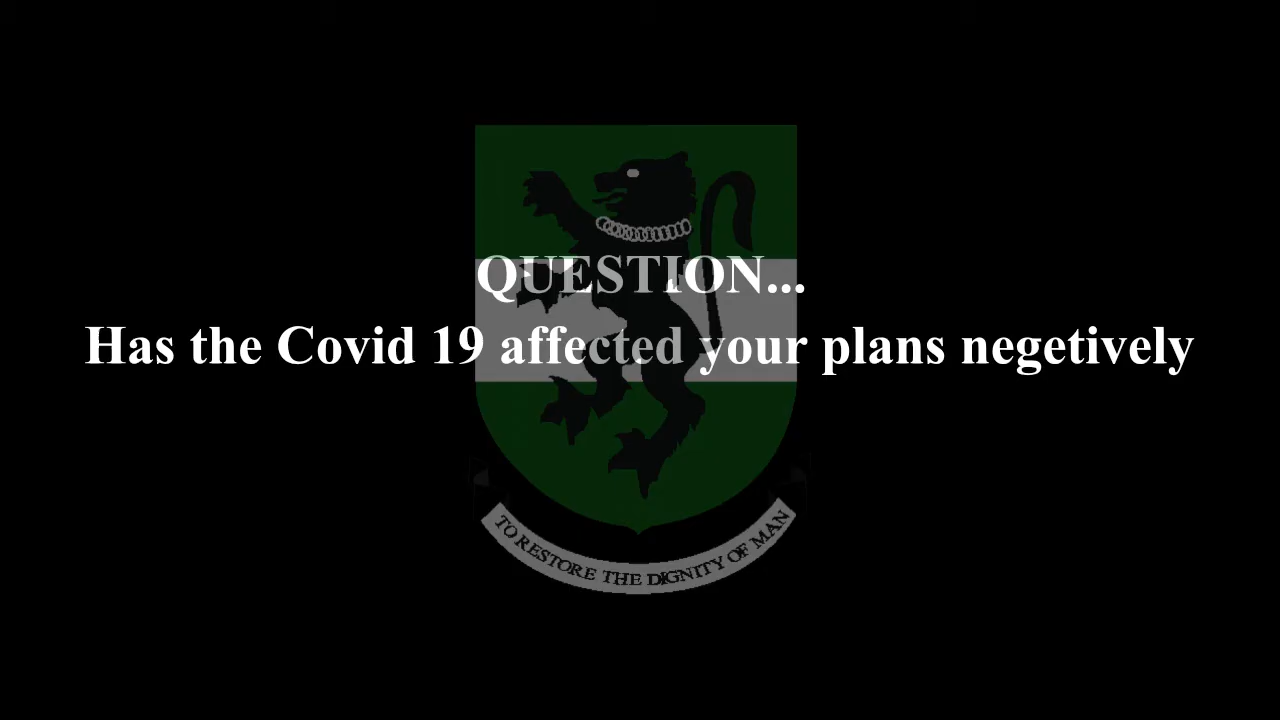 QUESTION...
Has the Covid 19 affected your plans negetively
TO RESTORE THE DIGNITY OF MAN